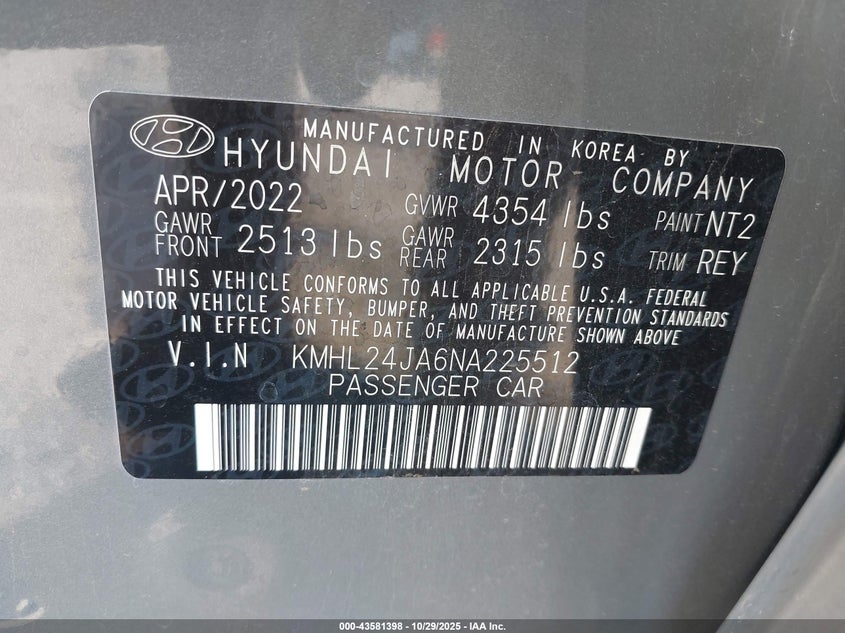 MANUFACTURED IN KOREA BY
HYUNDAI MOTOR COMPANY
APR/2022 GVWR 4354 lbs PAINT NT2
GAWR FRONT 2513 lbs GAWR REAR 2315 lbs TRIM REY
THIS VEHICLE CONFORMS TO ALL APPLICABLE U.S.A. FEDERAL
MOTOR VEHICLE SAFETY, BUMPER, AND THEFT PREVENTION STANDARDS
IN EFFECT ON THE DATE OF MANUFACTURE SHOWN ABOVE
V.I.N KMHL24JA6NA225512
PASSENGER CAR
000-43581398 - 10/29/2025 - IAA Inc.